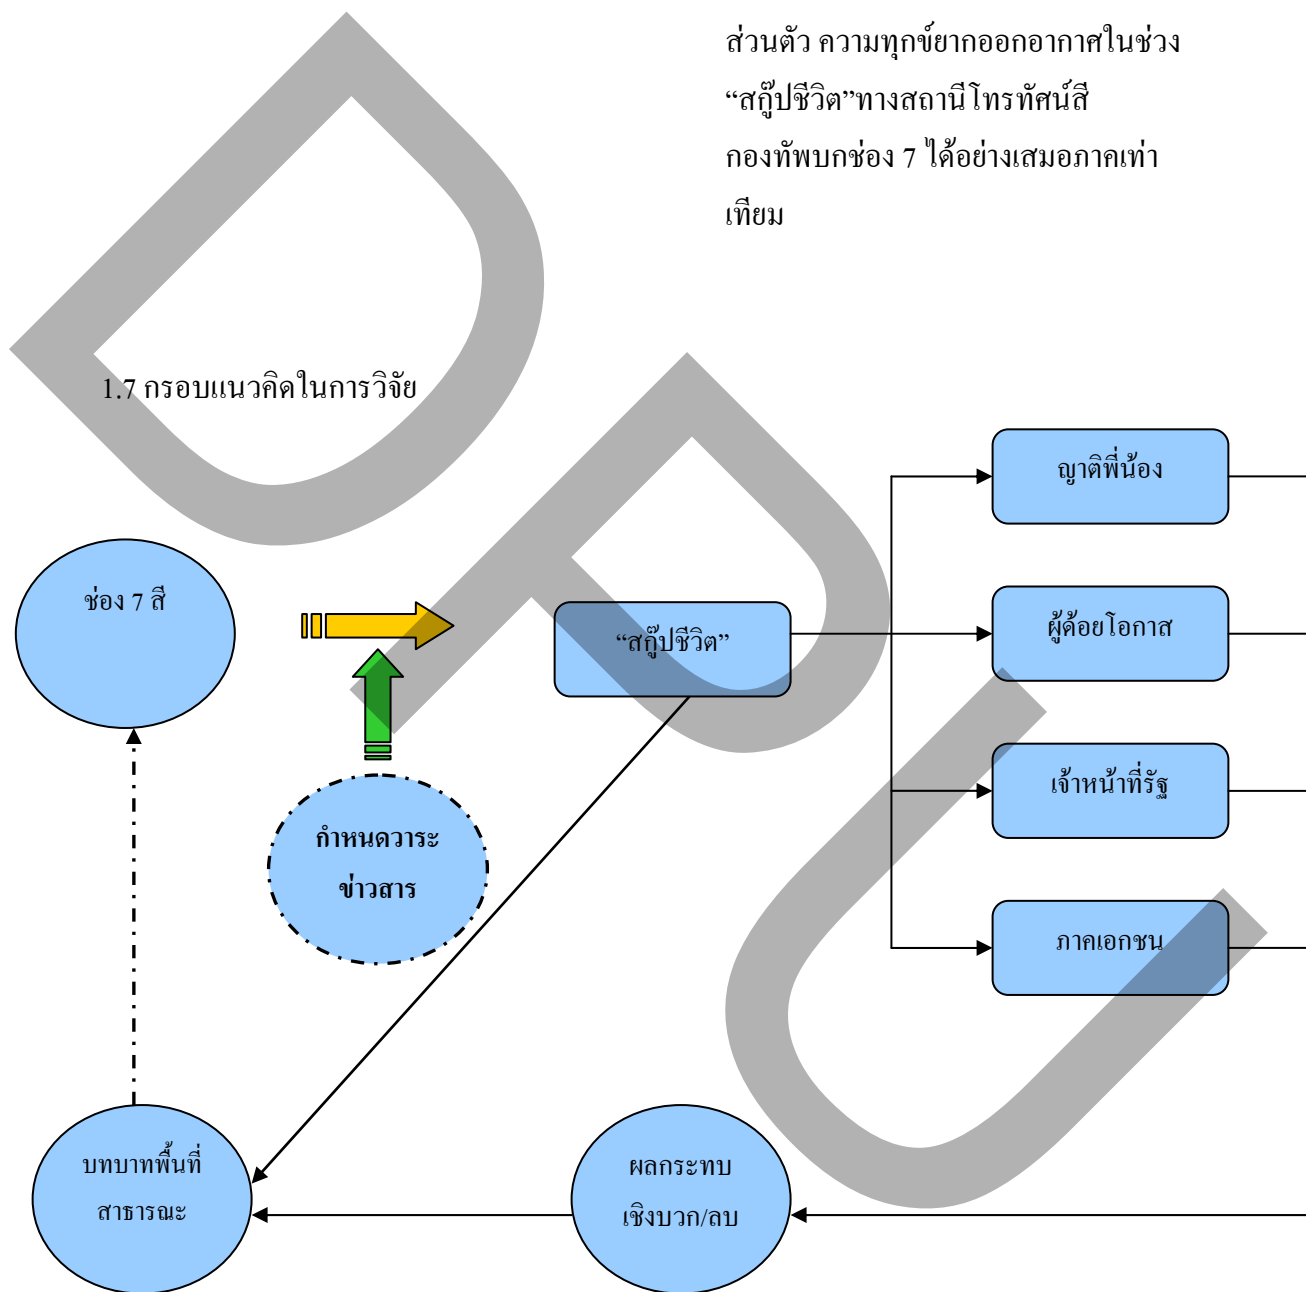 ส่วนตัว ความทุกข์ยากออกอากาศในช่วง
“สกู๊ปชีวิต”ทางสถานีโทรทัศน์สี
กองทัพบกช่อง 7 ได้อย่างเสมอภาคเท่า
เทียม
1.7 กรอบแนวคิดในการวิจัย
ญาติพี่น้อง
ช่อง 7 สี
“สกู๊ปชีวิต”
ผู้ด้อยโอกาส
เจ้าหน้าที่รัฐ
กำหนดวาระ
ข่าวสาร
ภาคเอกชน
บทบาทพื้นที่
สาธารณะ
ผลกระทบ
เชิงบวก/ลบ
DPU